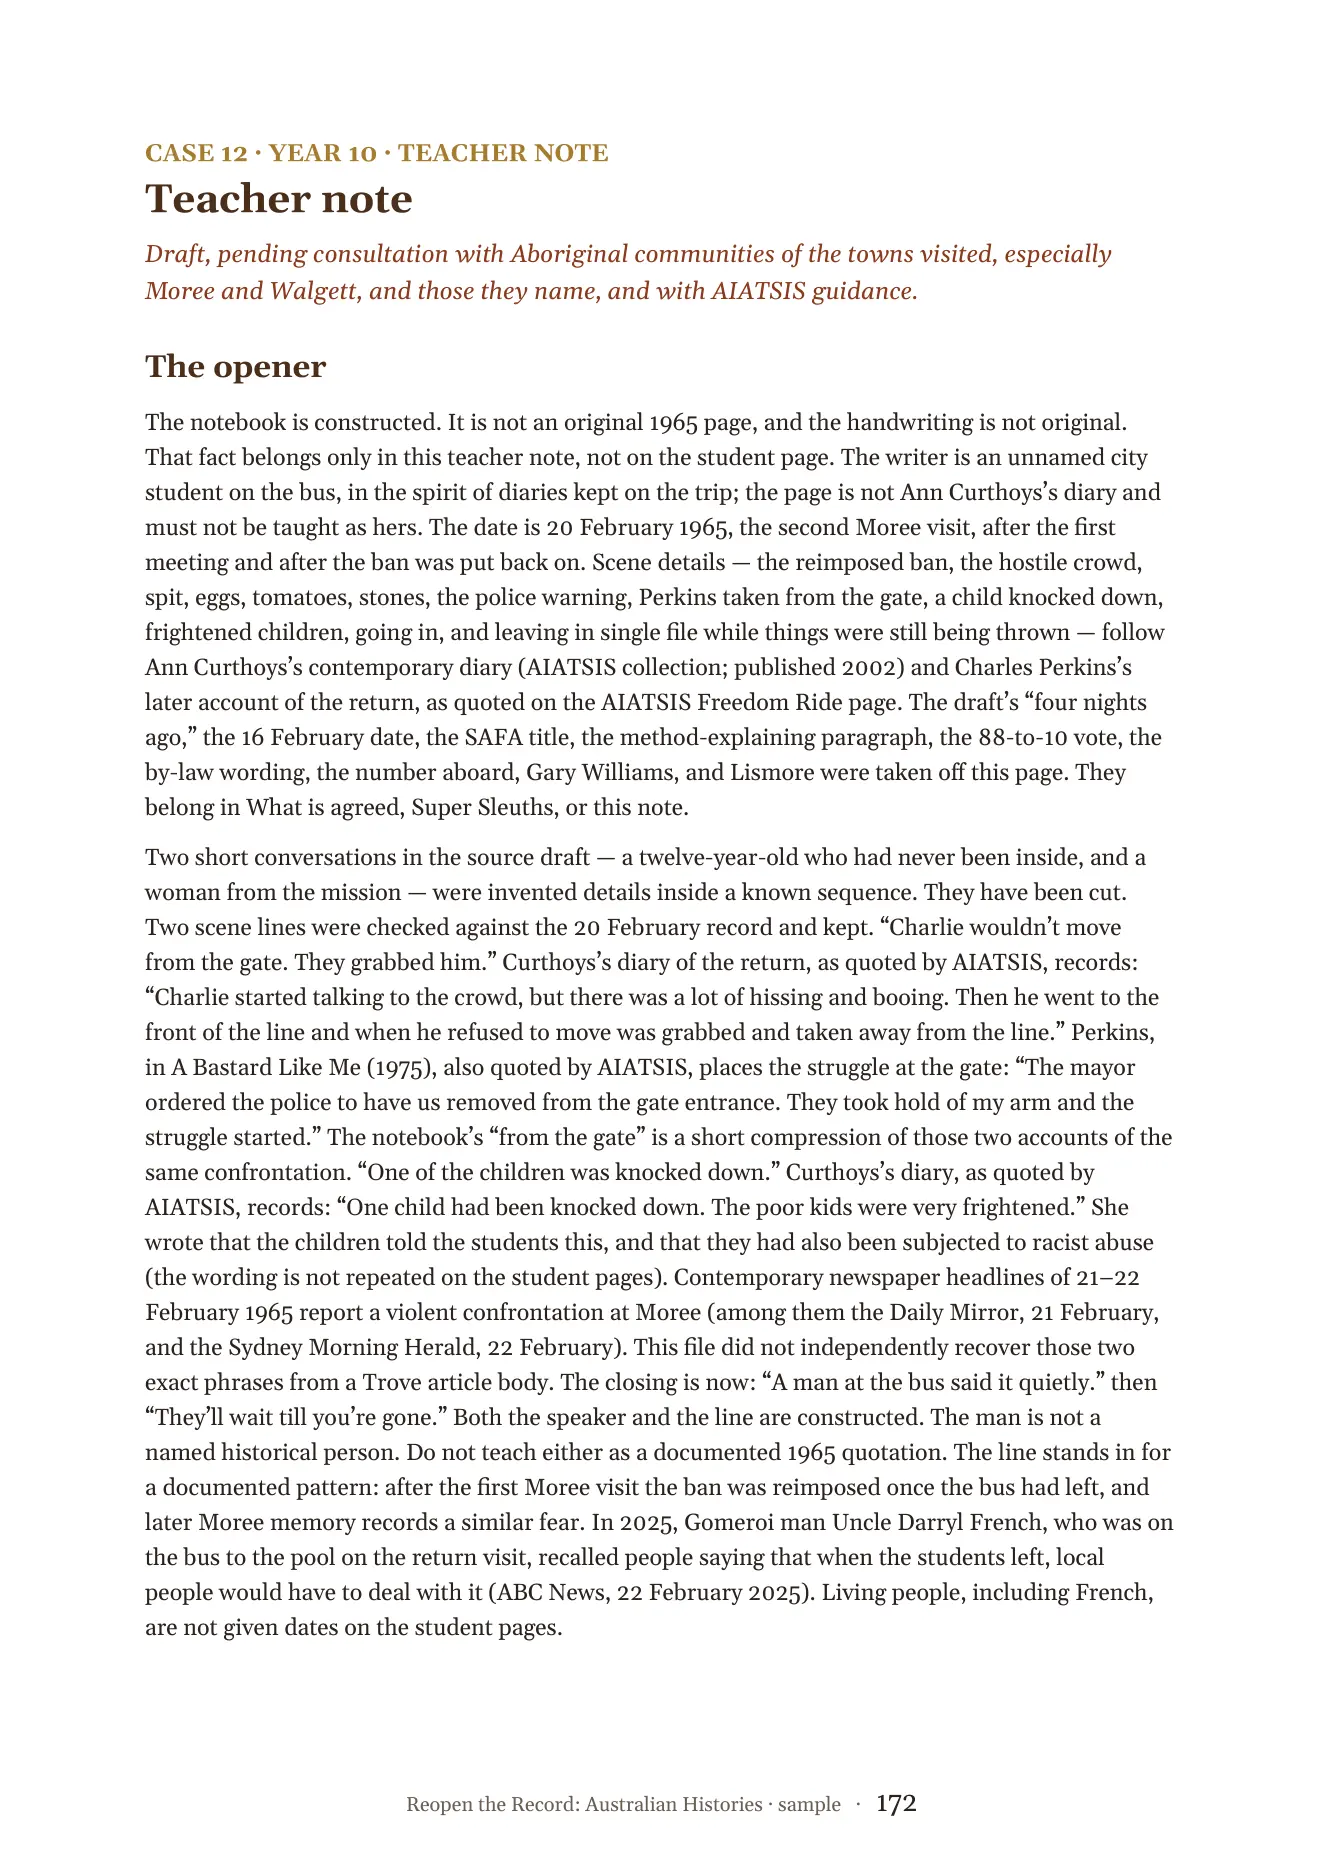 CASE 12 · YEAR 10 · TEACHER NOTE
Teacher note
Draft, pending consultation with Aboriginal communities of the towns visited, especially
Moree and Walgett, and those they name, and with AIATSIS guidance.
The opener
The notebook is constructed. It is not an original 1965 page, and the handwriting is not original.
That fact belongs only in this teacher note, not on the student page. The writer is an unnamed city
student on the bus, in the spirit of diaries kept on the trip; the page is not Ann Curthoys’s diary and
must not be taught as hers. The date is 20 February 1965, the second Moree visit, after the first
meeting and after the ban was put back on. Scene details — the reimposed ban, the hostile crowd,
spit, eggs, tomatoes, stones, the police warning, Perkins taken from the gate, a child knocked down,
frightened children, going in, and leaving in single file while things were still being thrown — follow
Ann Curthoys’s contemporary diary (AIATSIS collection; published 2002) and Charles Perkins’s
later account of the return, as quoted on the AIATSIS Freedom Ride page. The draft’s “four nights
ago,” the 16 February date, the SAFA title, the method-explaining paragraph, the 88-to-10 vote, the
by-law wording, the number aboard, Gary Williams, and Lismore were taken off this page. They
belong in What is agreed, Super Sleuths, or this note.
Two short conversations in the source draft — a twelve-year-old who had never been inside, and a
woman from the mission — were invented details inside a known sequence. They have been cut.
Two scene lines were checked against the 20 February record and kept. “Charlie wouldn’t move
from the gate. They grabbed him.” Curthoys’s diary of the return, as quoted by AIATSIS, records:
“Charlie started talking to the crowd, but there was a lot of hissing and booing. Then he went to the
front of the line and when he refused to move was grabbed and taken away from the line.” Perkins,
in A Bastard Like Me (1975), also quoted by AIATSIS, places the struggle at the gate: “The mayor
ordered the police to have us removed from the gate entrance. They took hold of my arm and the
struggle started.” The notebook’s “from the gate” is a short compression of those two accounts of the
same confrontation. “One of the children was knocked down.” Curthoys’s diary, as quoted by
AIATSIS, records: “One child had been knocked down. The poor kids were very frightened.” She
wrote that the children told the students this, and that they had also been subjected to racist abuse
(the wording is not repeated on the student pages). Contemporary newspaper headlines of 21–22
February 1965 report a violent confrontation at Moree (among them the Daily Mirror, 21 February,
and the Sydney Morning Herald, 22 February). This file did not independently recover those two
exact phrases from a Trove article body. The closing is now: “A man at the bus said it quietly.” then
“They’ll wait till you’re gone.” Both the speaker and the line are constructed. The man is not a
named historical person. Do not teach either as a documented 1965 quotation. The line stands in for
a documented pattern: after the first Moree visit the ban was reimposed once the bus had left, and
later Moree memory records a similar fear. In 2025, Gomeroi man Uncle Darryl French, who was on
the bus to the pool on the return visit, recalled people saying that when the students left, local
people would have to deal with it (ABC News, 22 February 2025). Living people, including French,
are not given dates on the student pages.
Reopen the Record: Australian Histories · sample · 172